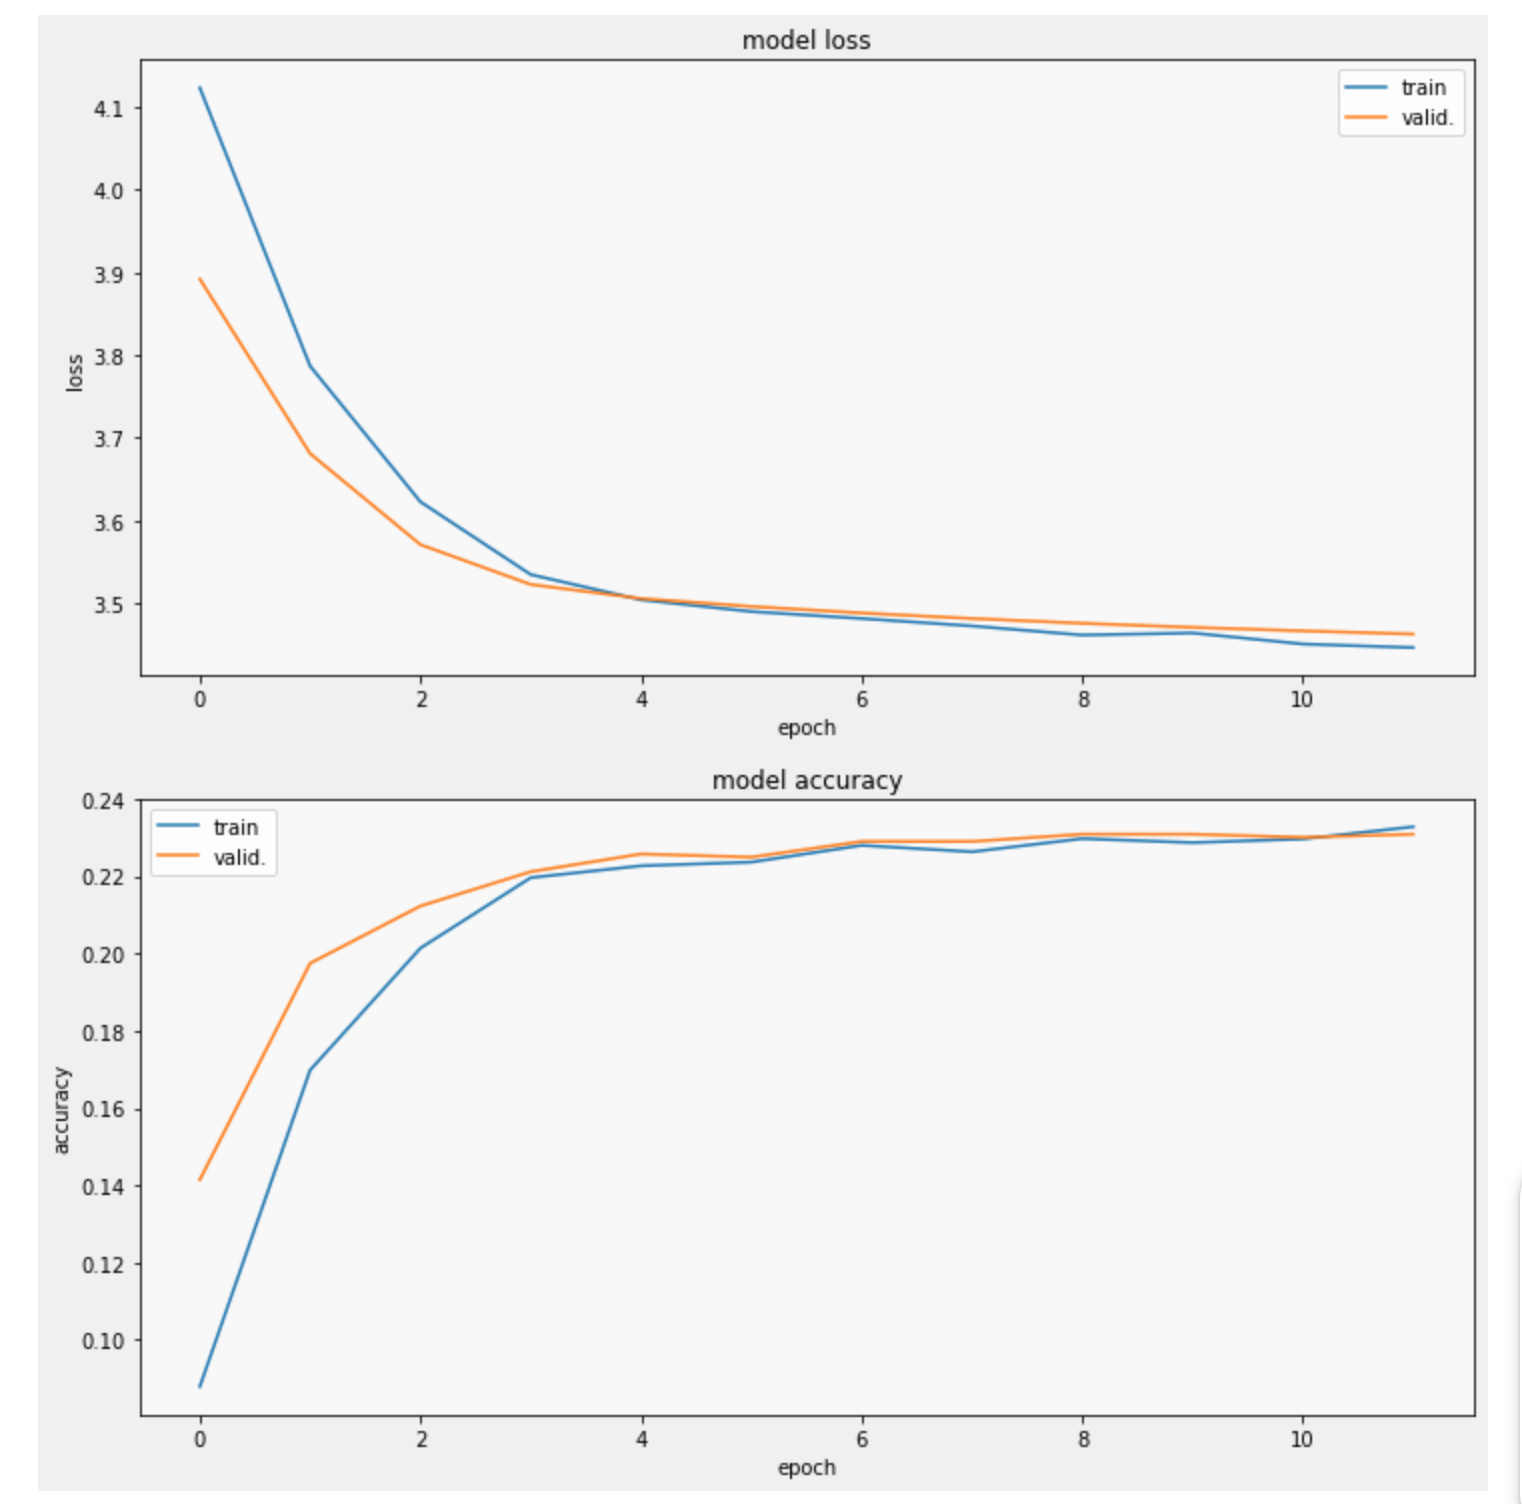 model loss
train
valid.
4.1
4.0
3.9
3.8
3.7
3.6
3.5
loss
0 2 4 6 8 10
epoch
model accuracy
train
valid.
0.24
0.22
0.20
0.18
0.16
0.14
0.12
0.10
accuracy
0 2 4 6 8 10
epoch